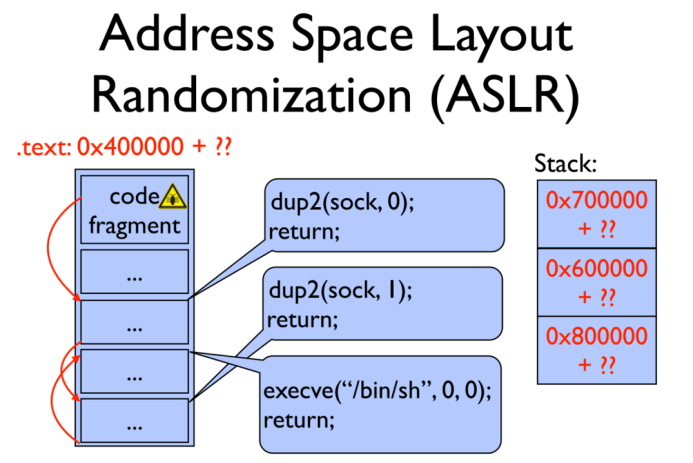 Address Space Layout
Randomization (ASLR)
.text: 0x400000 + ??
code
fragment
...
...
...
...
dup2(sock, 0);
return;
dup2(sock, 1);
return;
execve(“/bin/sh”, 0, 0);
return;
Stack:
0x700000
+ ??
0x600000
+ ??
0x800000
+ ??